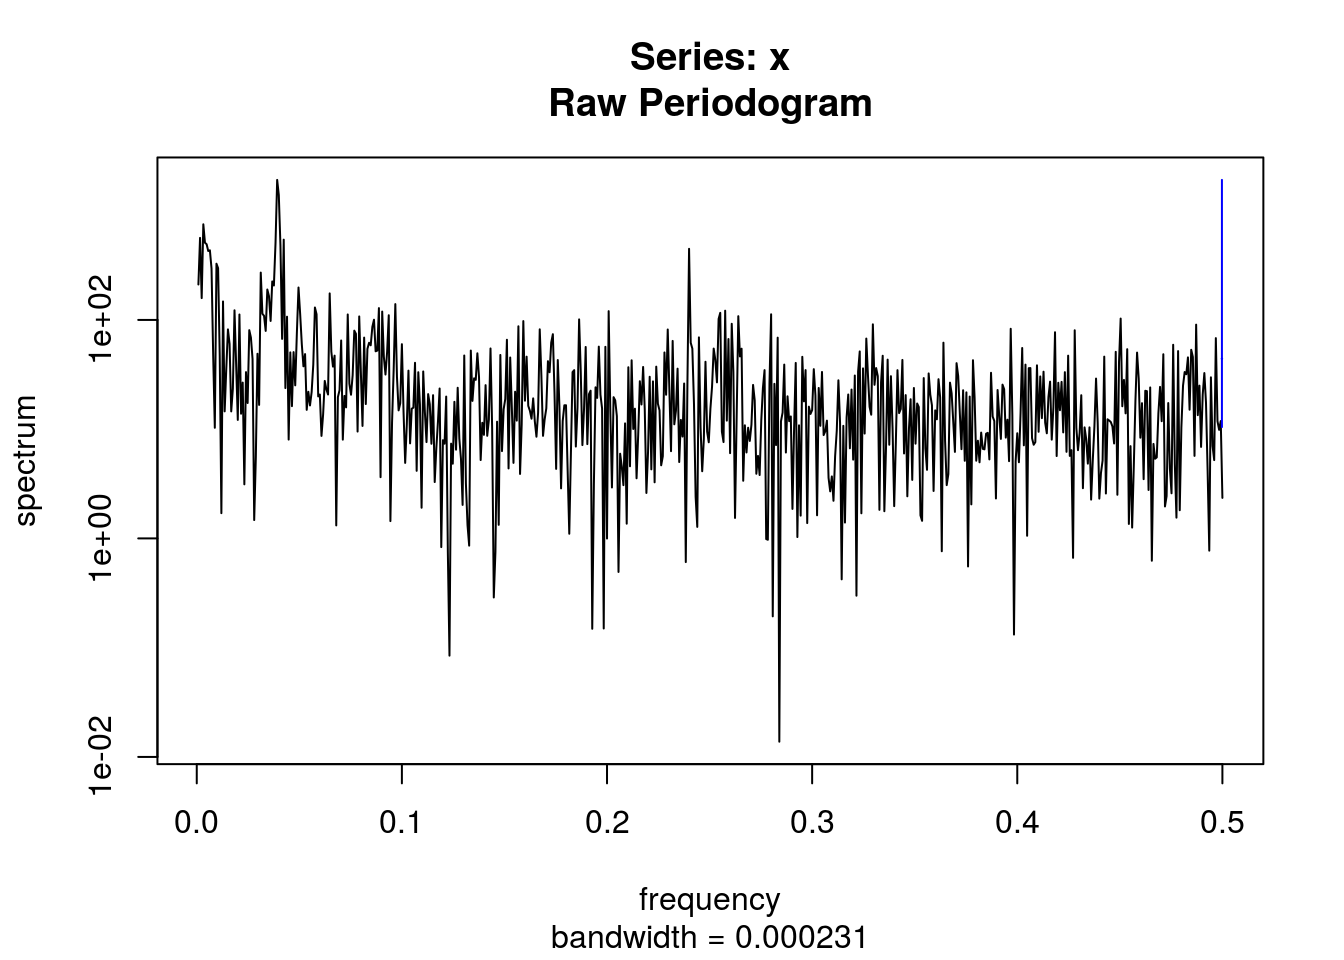 Series: x
Raw Periodogram
spectrum
1e+02
1e+00
1e-02
0.0 0.1 0.2 0.3 0.4 0.5
frequency
bandwidth = 0.000231